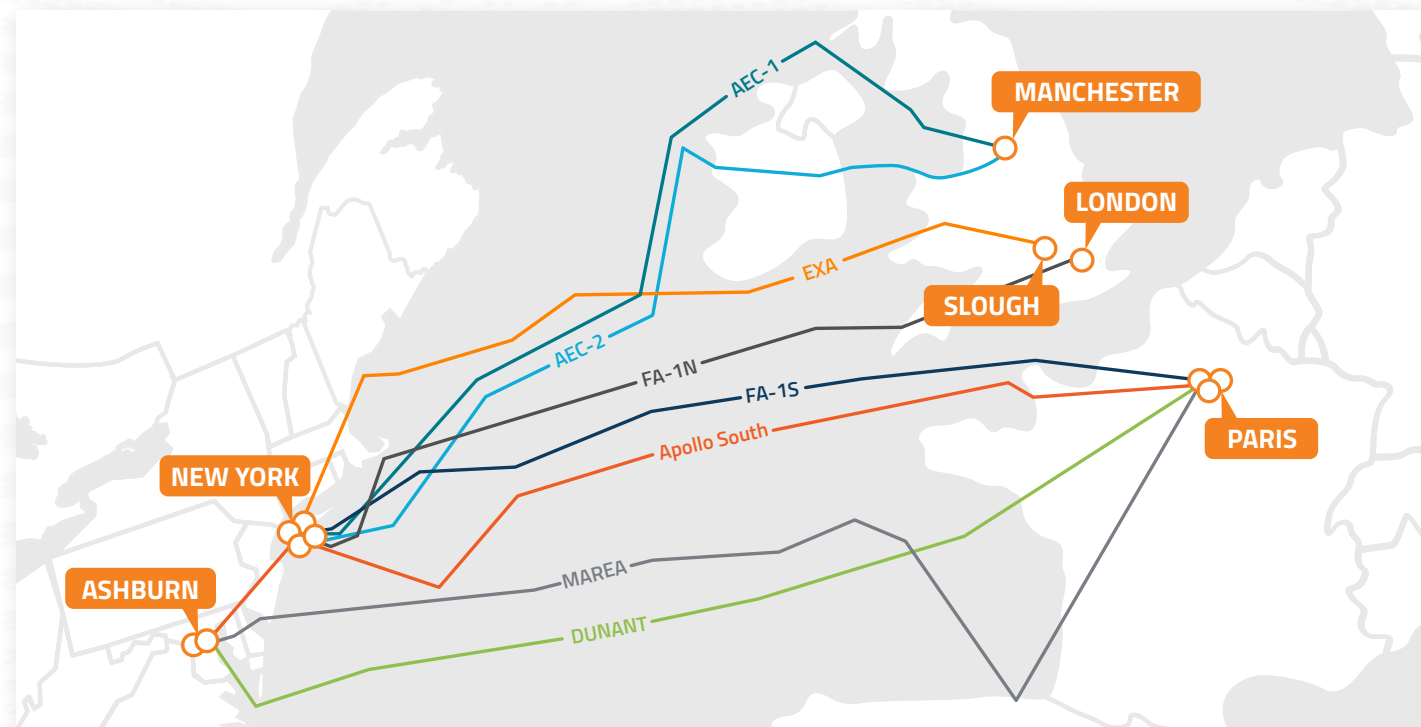 AEC-1
MANCHESTER
LONDON
EXA
SLOUGH
AEC-2
FA-1N
FA-1S
Apollo South
PARIS
NEW YORK
MAREA
ASHBURN
DUNANT